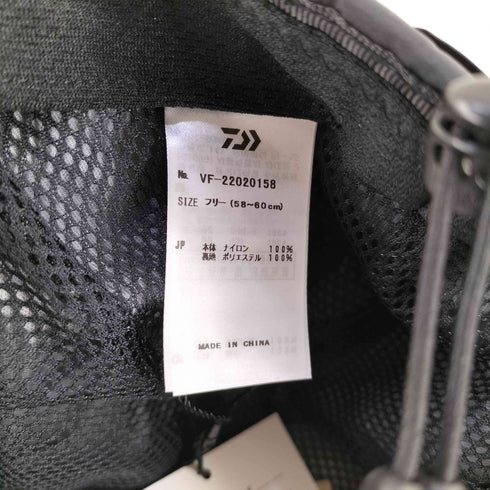 № VF-22020158
SIZE フリー(58~60cm)
JP 本体 ナイロン 100%
裏地 ポリエステル 100%
MADE IN CHINA